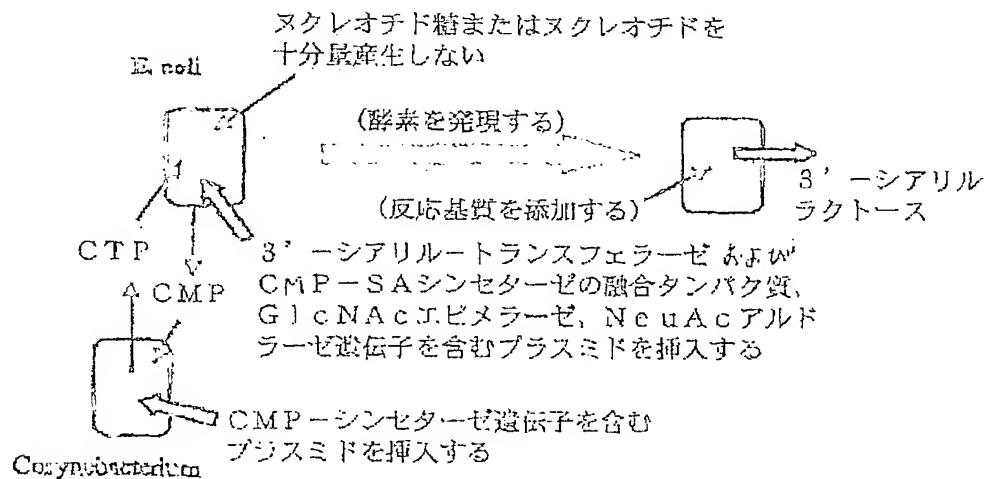 ヌクレオチド糖またはヌクレオチドを
十分量産生しない
E. coli
(酵素を発現する)
(反応基質を添加する)
3’-シアリル
ラクトース
CTP
CMP
3’-シアリル-トランスフェラーゼ および
CMP-SAシンセターゼの融合タンパク質、
GlcNAcエピメラーゼ、NeuAcアルド
ラーゼ遺伝子を含むプラスミドを挿入する
CMP-シンセターゼ遺伝子を含む
プラスミドを挿入する
Corynebacterium